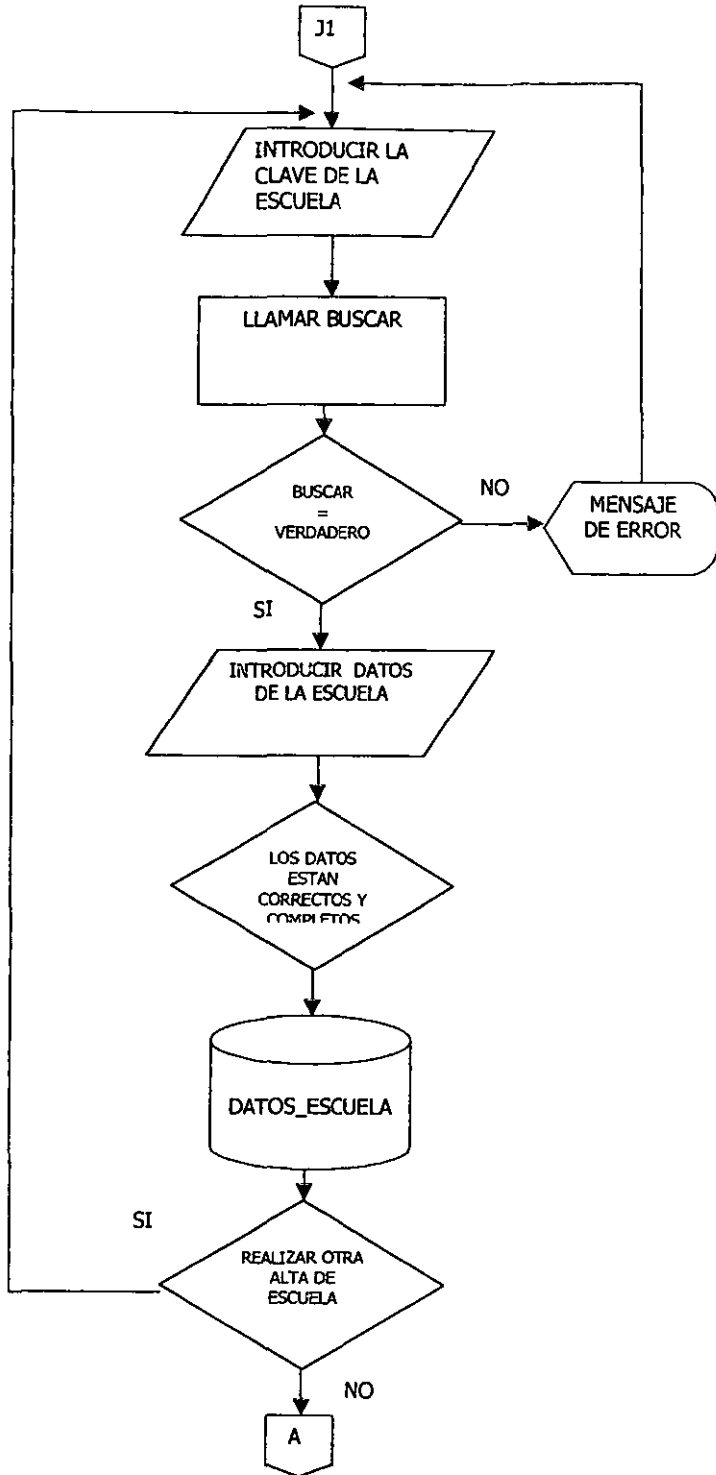 J1
INTRODUCIR LA
CLAVE DE LA
ESCUELA
LLAMAR BUSCAR
BUSCAR
=
VERDADERO
NO
MENSAJE
DE ERROR
SI
INTRODUCIR DATOS
DE LA ESCUELA
LOS DATOS
ESTAN
CORRECTOS Y
COMPLETOS
DATOS_ESCUELA
SI
REALIZAR OTRA
ALTA DE
ESCUELA
NO
A